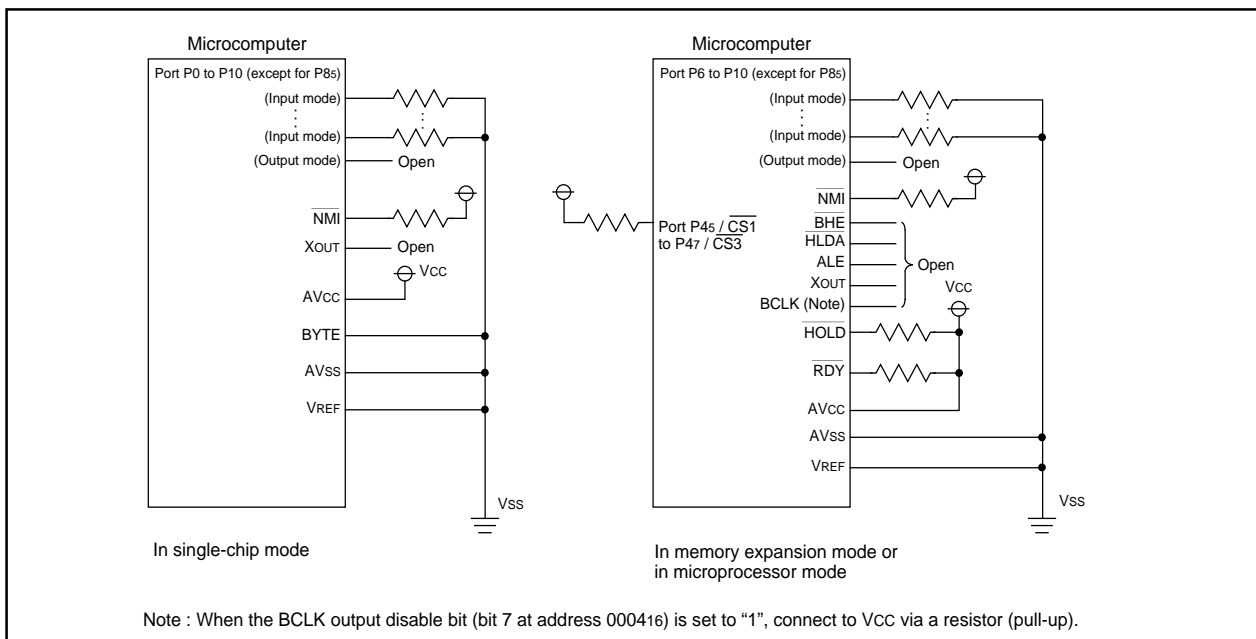 Microcomputer
Port P0 to P10 (except for P85)
(Input mode)
(Input mode)
(Output mode)
Open
NMI
XOUT
Open
VCC
AVCC
BYTE
AVSS
VREF
VSS
In single-chip mode
Microcomputer
Port P6 to P10 (except for P85)
(Input mode)
(Input mode)
(Output mode)
Open
NMI
Port P45 / CS1
to P47 / CS3
BHE
HLDA
ALE
XOUT
BCLK (Note)
Open
VCC
HOLD
RDY
AVCC
AVSS
VREF
VSS
In memory expansion mode or
in microprocessor mode
Note : When the BCLK output disable bit (bit 7 at address 000416) is set to “1”, connect to VCC via a resistor (pull-up).